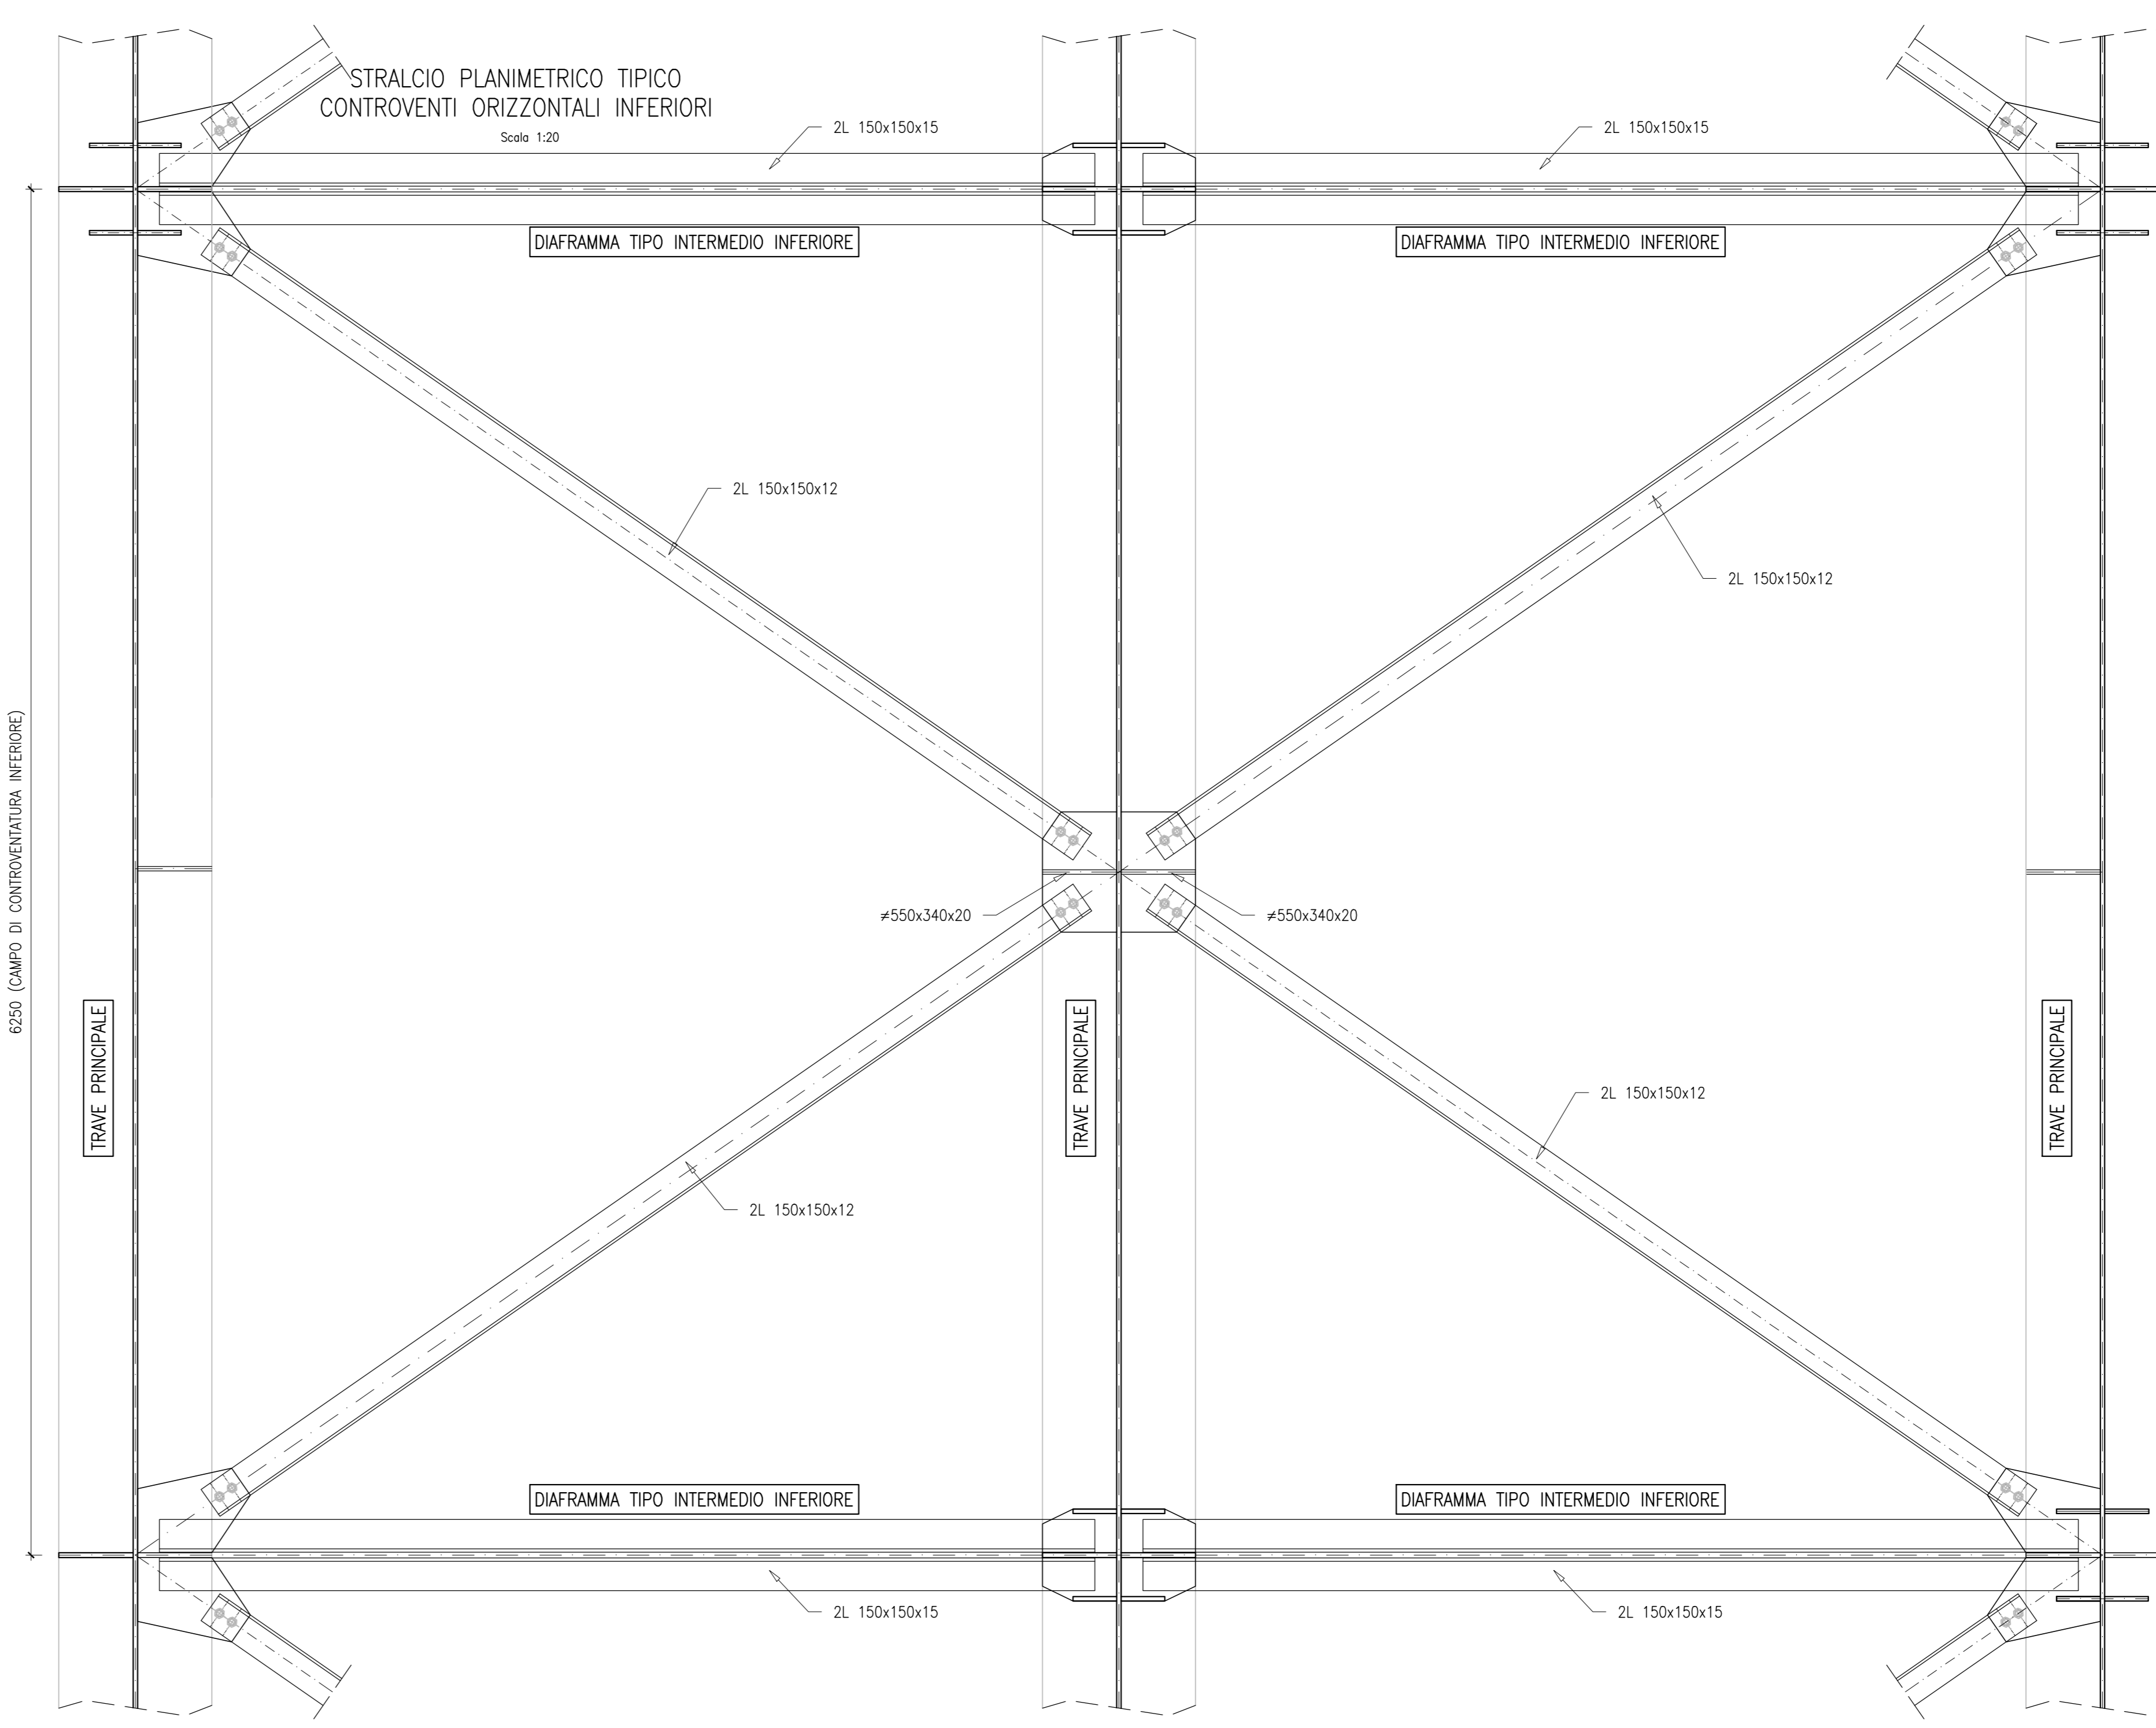 STRALCIO PLANIMETRICO TIPICO
CONTROVENTI ORIZZONTALI INFERIORI
Scala 1:20
2L 150x150x15
2L 150x150x15
DIAFRAMMA TIPO INTERMEDIO INFERIORE
DIAFRAMMA TIPO INTERMEDIO INFERIORE
2L 150x150x12
2L 150x150x12
6250 (CAMPO DI CONTROVENTATURA INFERIORE)
≠550x340x20
≠550x340x20
TRAVE PRINCIPALE
TRAVE PRINCIPALE
TRAVE PRINCIPALE
2L 150x150x12
2L 150x150x12
DIAFRAMMA TIPO INTERMEDIO INFERIORE
DIAFRAMMA TIPO INTERMEDIO INFERIORE
2L 150x150x15
2L 150x150x15